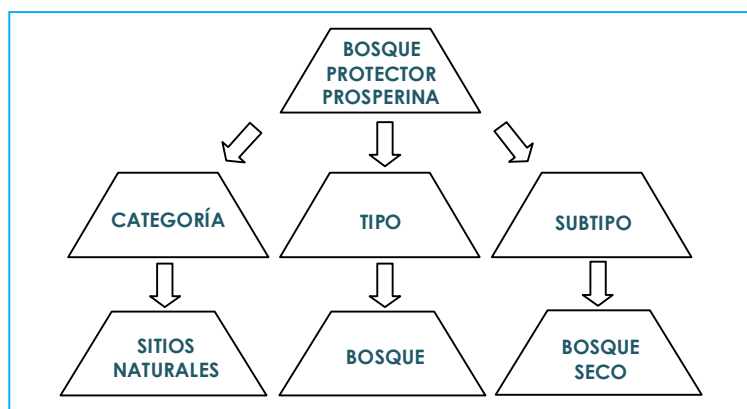 BOSQUE
PROTECTOR
PROSPERINA
CATEGORÍA
TIPO
SUBTIPO
SITIOS
NATURALES
BOSQUE
BOSQUE
SECO